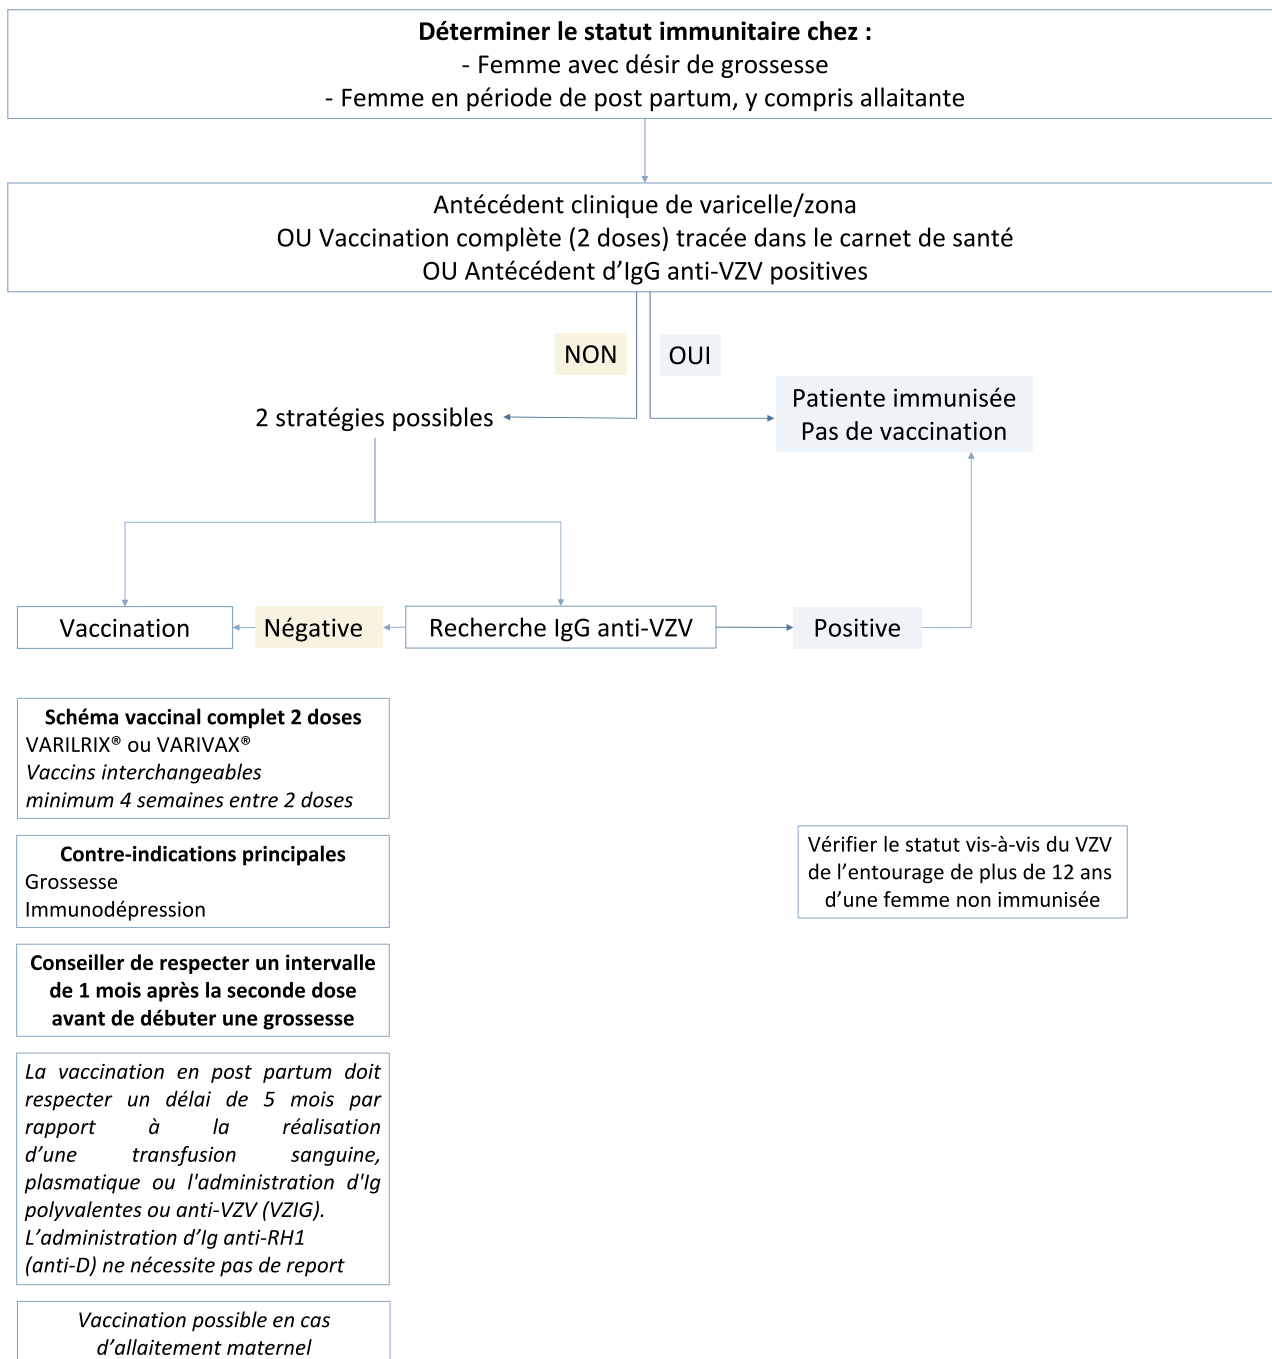 Déterminer le statut immunitaire chez :
- Femme avec désir de grossesse
- Femme en période de post partum, y compris allaitante
Antécédent clinique de varicelle/zona
OU Vaccination complète (2 doses) tracée dans le carnet de santé
OU Antécédent d’IgG anti-VZV positives
NON
OUI
2 stratégies possibles
Patiente immunisée
Pas de vaccination
Vaccination
Négative
Recherche IgG anti-VZV
Positive
Schéma vaccinal complet 2 doses
VARILRIX® ou VARIVAX®
Vaccins interchangeables
minimum 4 semaines entre 2 doses
Contre-indications principales
Grossesse
Immunodépression
Vérifier le statut vis-à-vis du VZV
de l’entourage de plus de 12 ans
d’une femme non immunisée
Conseiller de respecter un intervalle
de 1 mois après la seconde dose
avant de débuter une grossesse
La vaccination en post partum doit
respecter un délai de 5 mois par
rapport à la réalisation
d’une transfusion sanguine,
plasmatique ou l'administration d'Ig
polyvalentes ou anti-VZV (VZIG).
L’administration d’Ig anti-RH1
(anti-D) ne nécessite pas de report
Vaccination possible en cas
d’allaitement maternel